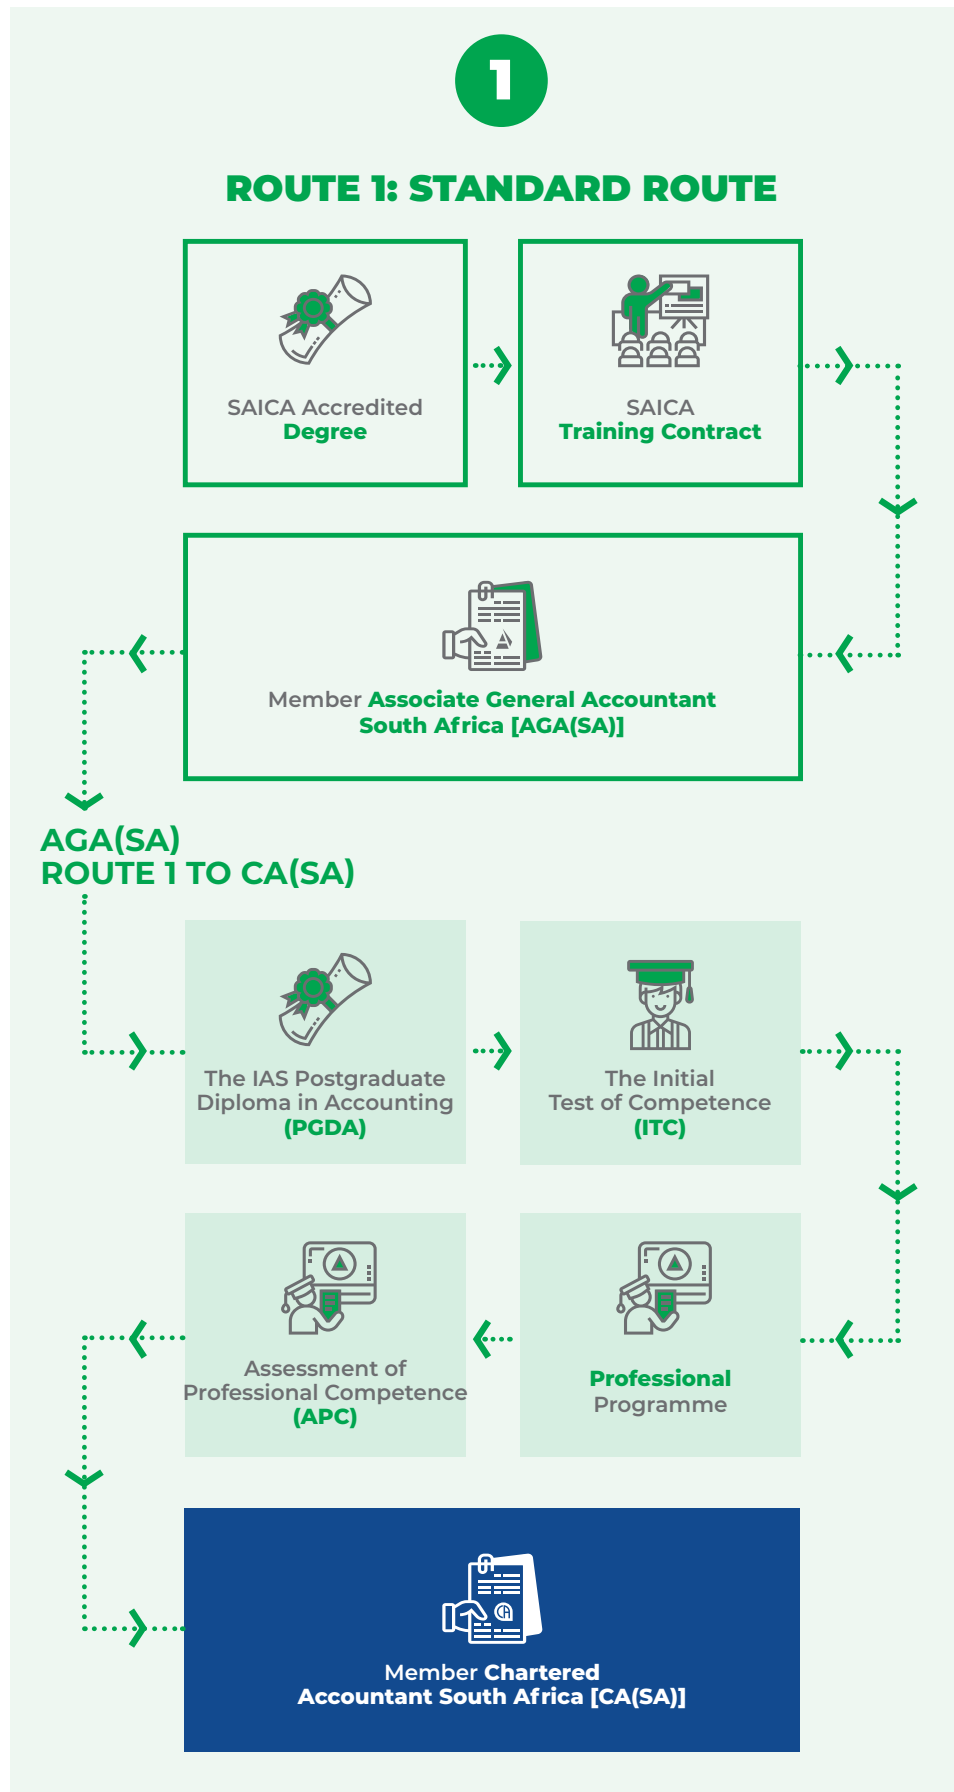 1
ROUTE 1: STANDARD ROUTE
SAICA Accredited
Degree
SAICA
Training Contract
Member Associate General Accountant
South Africa [AGA(SA)]
AGA(SA)
ROUTE 1 TO CA(SA)
The IAS Postgraduate
Diploma in Accounting
(PGDA)
The Initial
Test of Competence
(ITC)
Assessment of
Professional Competence
(APC)
Professional
Programme
CA
Member Chartered
Accountant South Africa [CA(SA)]